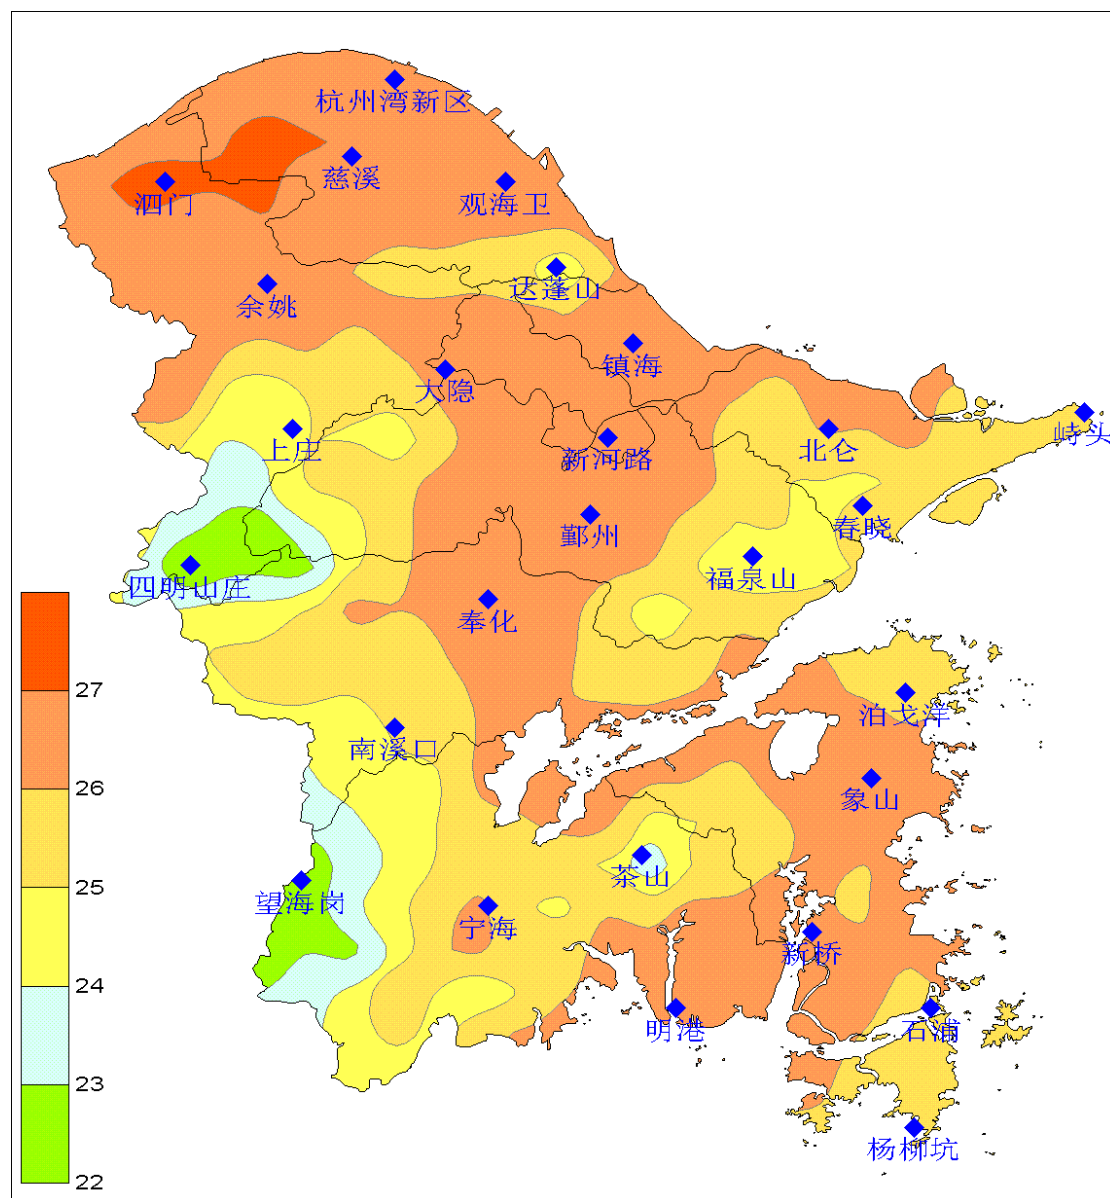 杭州湾新区
慈溪
泗门
观海卫
达蓬山
余姚
镇海
大隐
峙头
上庄
新河路
北仑
春晓
鄞州
福泉山
四明山庄
奉化
27
泊戈洋
南溪口
26
象山
茶山
25
望海岗
宁海
新桥
24
明港
石浦
23
杨柳坑
22